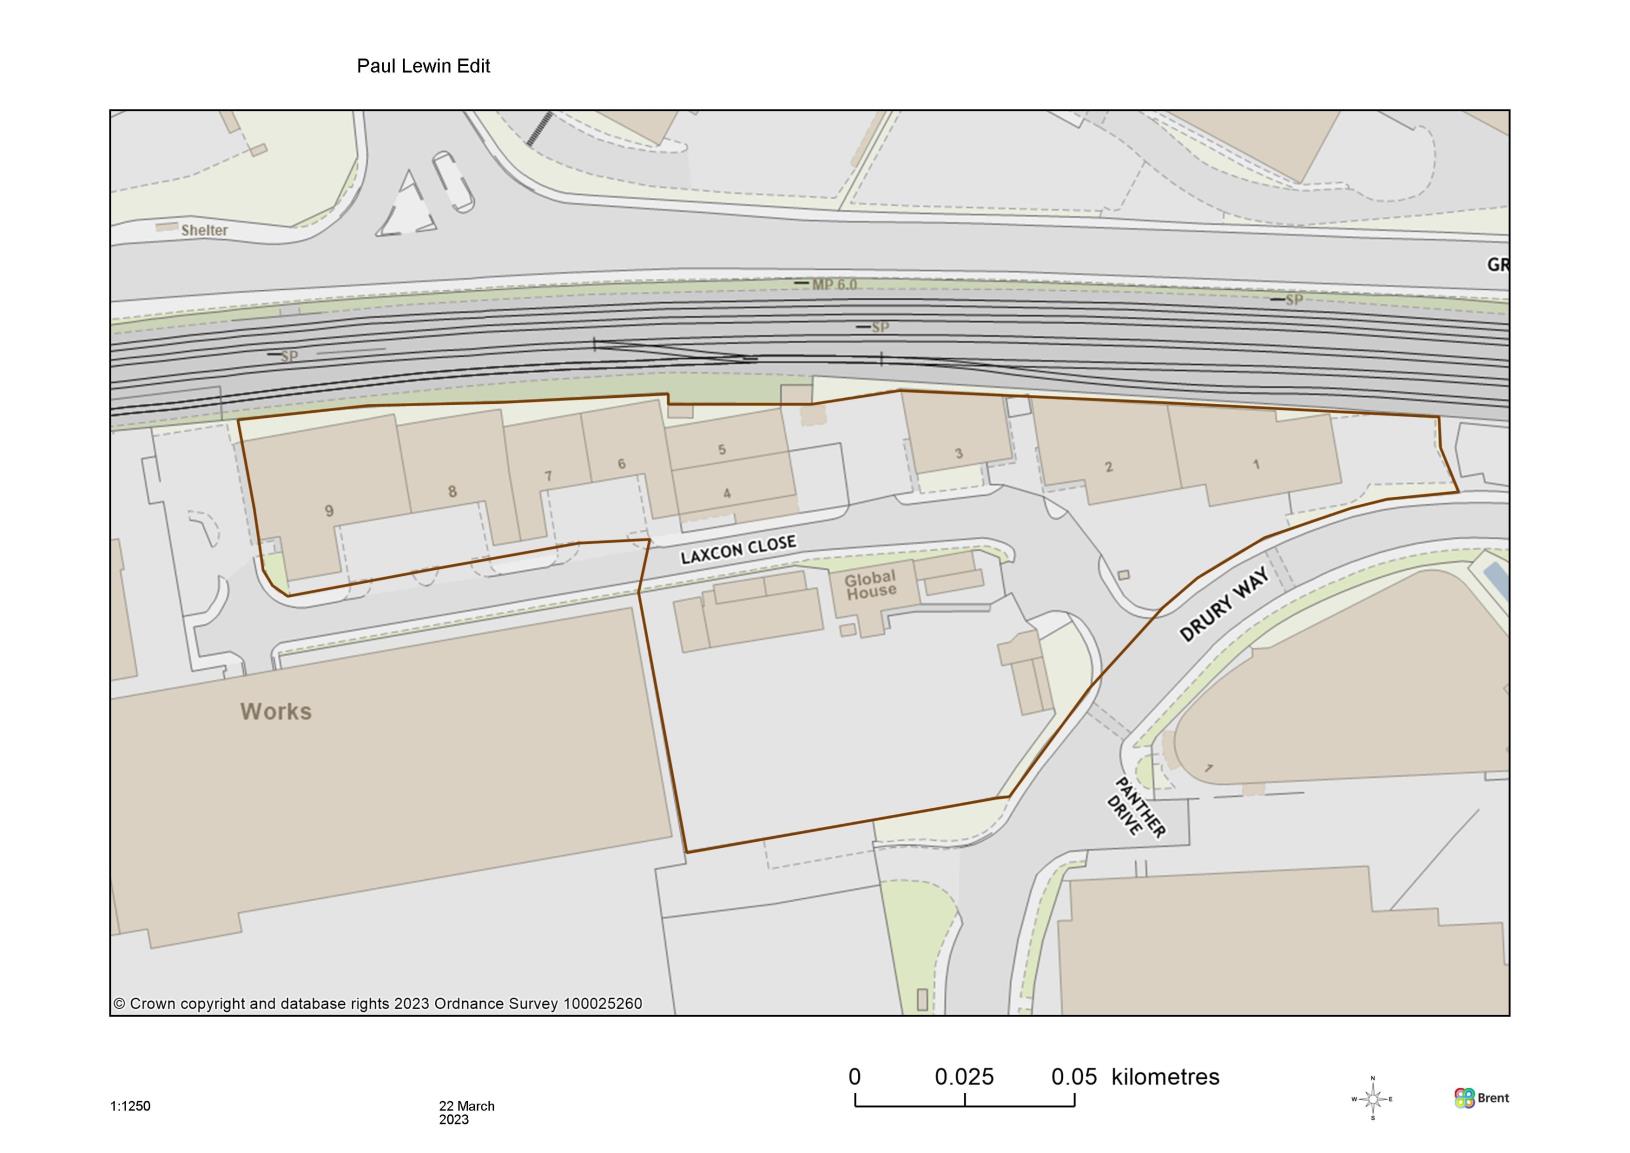 Paul Lewin Edit
Shelter
GR
MP 6.0
SP
SP
SP
9
8
7
6
5
4
3
2
1
LAXCON CLOSE
Global
House
DRURY WAY
Works
1
PANTHER
DRIVE
© Crown copyright and database rights 2023 Ordnance Survey 100025260
0 0.025 0.05 kilometres
1:1250
22 March
2023
N
W E
S
Brent